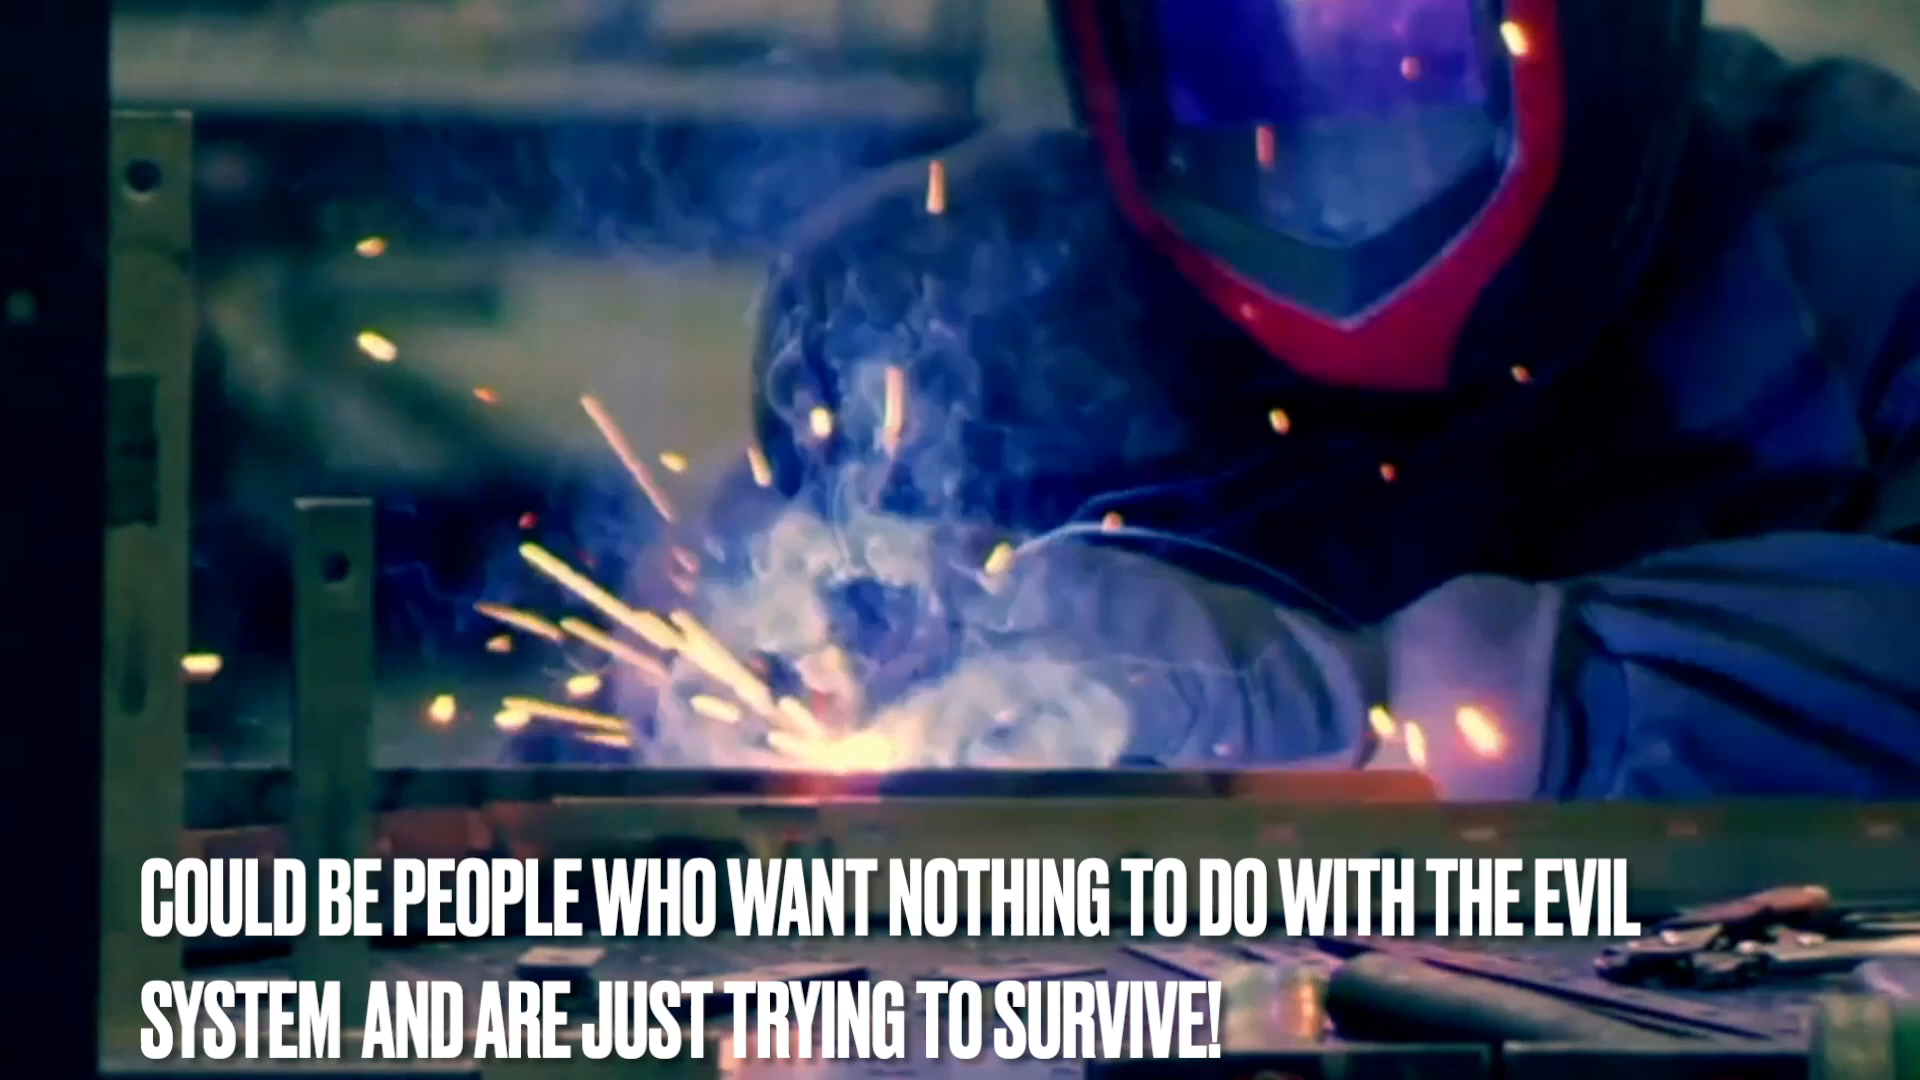 COULD BE PEOPLE WHO WANT NOTHING TO DO WITH THE EVIL
SYSTEM AND ARE JUST TRYING TO SURVIVE!